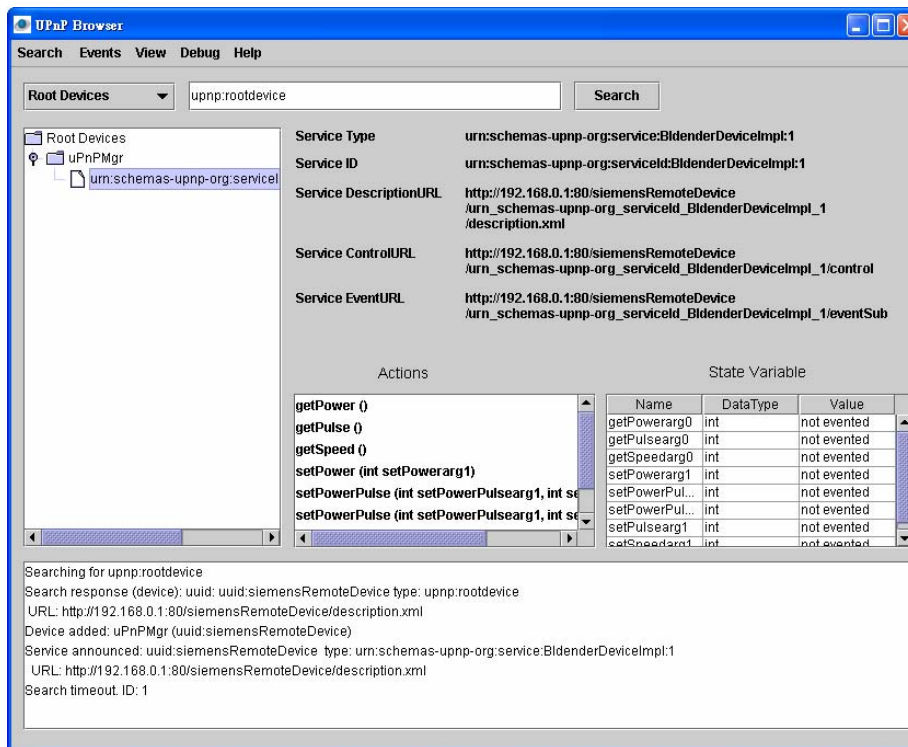 UPnP Browser
Search Events View Debug Help
Root Devices
upnp:rootdevice
Search
Root Devices
uPnPMgr
urn:schemas-upnp-org:serviceI
Service Type urn:schemas-upnp-org:service:BldenderDeviceImpl:1
Service ID urn:schemas-upnp-org:serviceId:BldenderDeviceImpl:1
Service DescriptionURL http://192.168.0.1:80/siemensRemoteDevice
/urn_schemas-upnp-org_serviceId_BldenderDeviceImpl_1
/description.xml
Service ControlURL http://192.168.0.1:80/siemensRemoteDevice
/urn_schemas-upnp-org_serviceId_BldenderDeviceImpl_1/control
Service EventURL http://192.168.0.1:80/siemensRemoteDevice
/urn_schemas-upnp-org_serviceId_BldenderDeviceImpl_1/eventSub
Actions
getPower ()
getPulse ()
getSpeed ()
setPower (int setPowerarg1)
setPowerPulse (int setPowerPulsearg1, int se
setPowerPulse (int setPowerPulsearg1, int se
State Variable
Name DataType Value
getPowerarg0 int not evented
getPulsearg0 int not evented
getSpeedarg0 int not evented
setPowerarg1 int not evented
setPowerPul... int not evented
setPowerPul... int not evented
setPulsearg1 int not evented
setSpeedarg1 int not evented
Searching for upnp:rootdevice
Search response (device): uuid: uuid:siemensRemoteDevice type: upnp:rootdevice
URL: http://192.168.0.1:80/siemensRemoteDevice/description.xml
Device added: uPnPMgr (uuid:siemensRemoteDevice)
Service announced: uuid:siemensRemoteDevice type: urn:schemas-upnp-org:service:BldenderDeviceImpl:1
URL: http://192.168.0.1:80/siemensRemoteDevice/description.xml
Search timeout. ID: 1